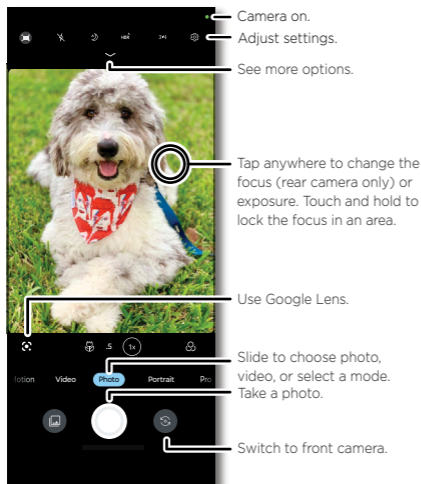 Camera on.
Adjust settings.
See more options.
Tap anywhere to change the
focus (rear camera only) or
exposure. Touch and hold to
lock the focus in an area.
Use Google Lens.
.5 1x
Slide to choose photo,
video, or select a mode.
Video Photo Portrait Pro
Take a photo.
Switch to front camera.